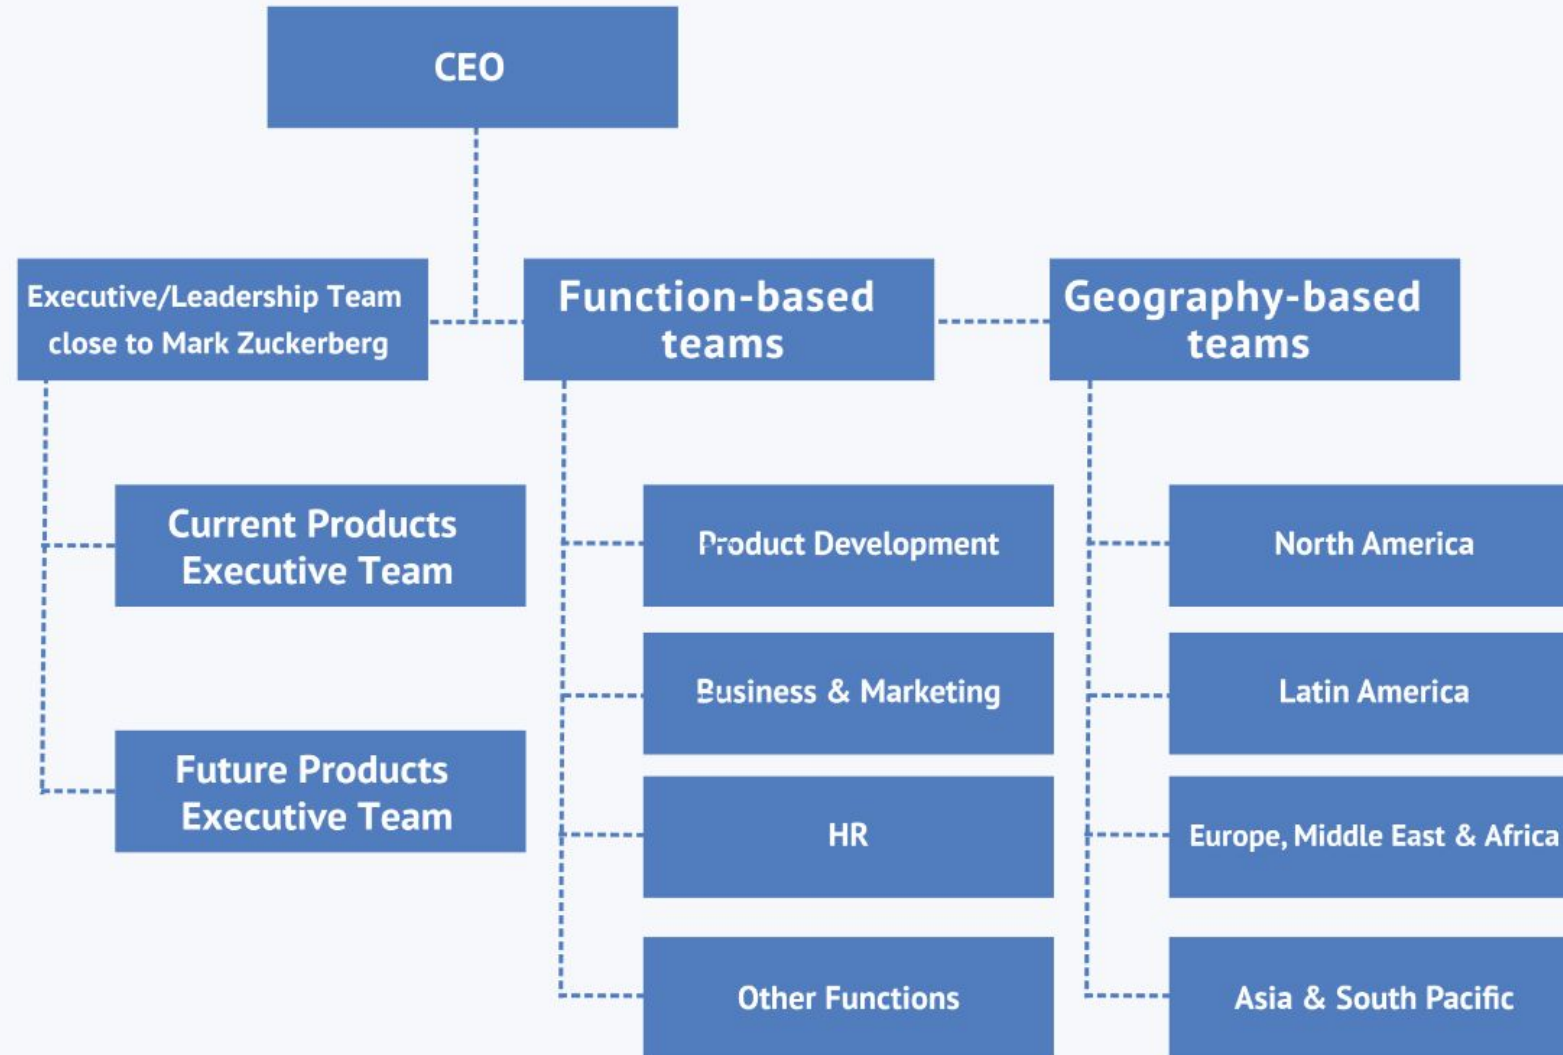 CEO
Executive/Leadership Team
close to Mark Zuckerberg
Function-based
teams
Geography-based
teams
Current Products
Executive Team
Future Products
Executive Team
Product Development
Business & Marketing
HR
Other Functions
North America
Latin America
Europe, Middle East & Africa
Asia & South Pacific